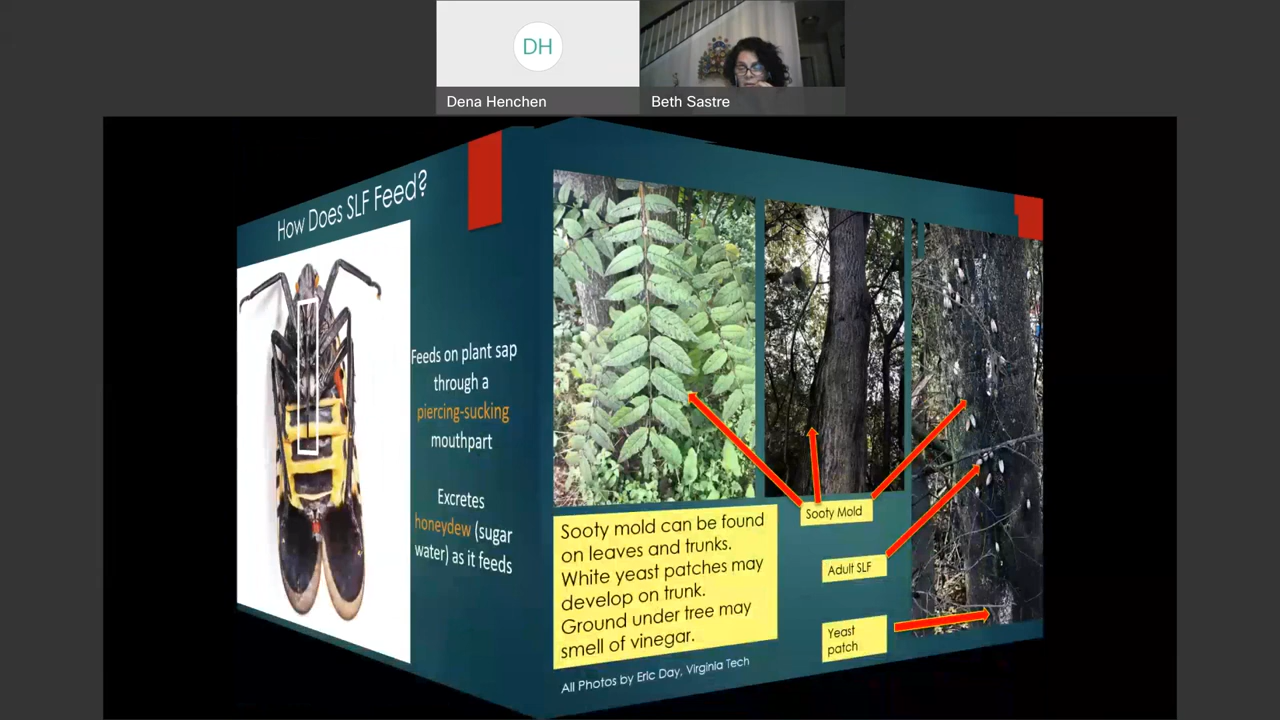 DH
Dena Henchen
Beth Sastre
How Does SLF Feed?
Feeds on plant sap
through a
piercing-sucking
mouthpart
Excretes
honeydew (sugar
water) as it feeds
Sooty mold can be found
on leaves and trunks.
White yeast patches may
develop on trunk.
Ground under tree may
smell of vinegar.
All Photos by Eric Day, Virginia Tech
Sooty Mold
Adult SLF
Yeast
patch